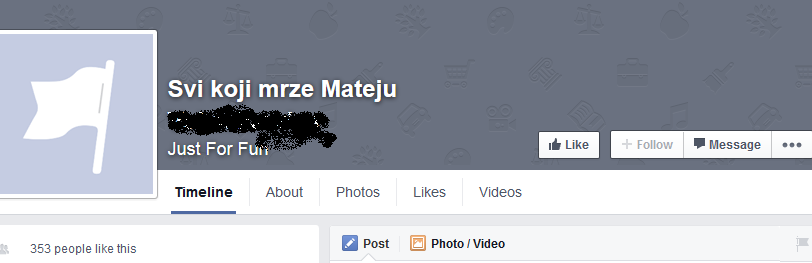 Svi koji mrze Mateju
Just For Fun
Like
Follow
Message
Timeline
About
Photos
Likes
Videos
353 people like this
Post
Photo / Video